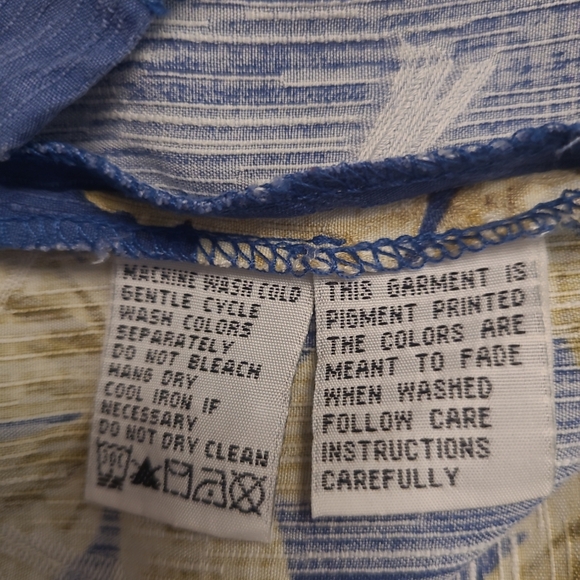 MACHINE WASH COLD
GENTLE CYCLE
WASH COLORS
SEPARATELY
DO NOT BLEACH
HANG DRY
COOL IRON IF
NECESSARY
DO NOT DRY CLEAN
THIS GARMENT IS
PIGMENT PRINTED
THE COLORS ARE
MEANT TO FADE
WHEN WASHED
FOLLOW CARE
INSTRUCTIONS
CAREFULLY